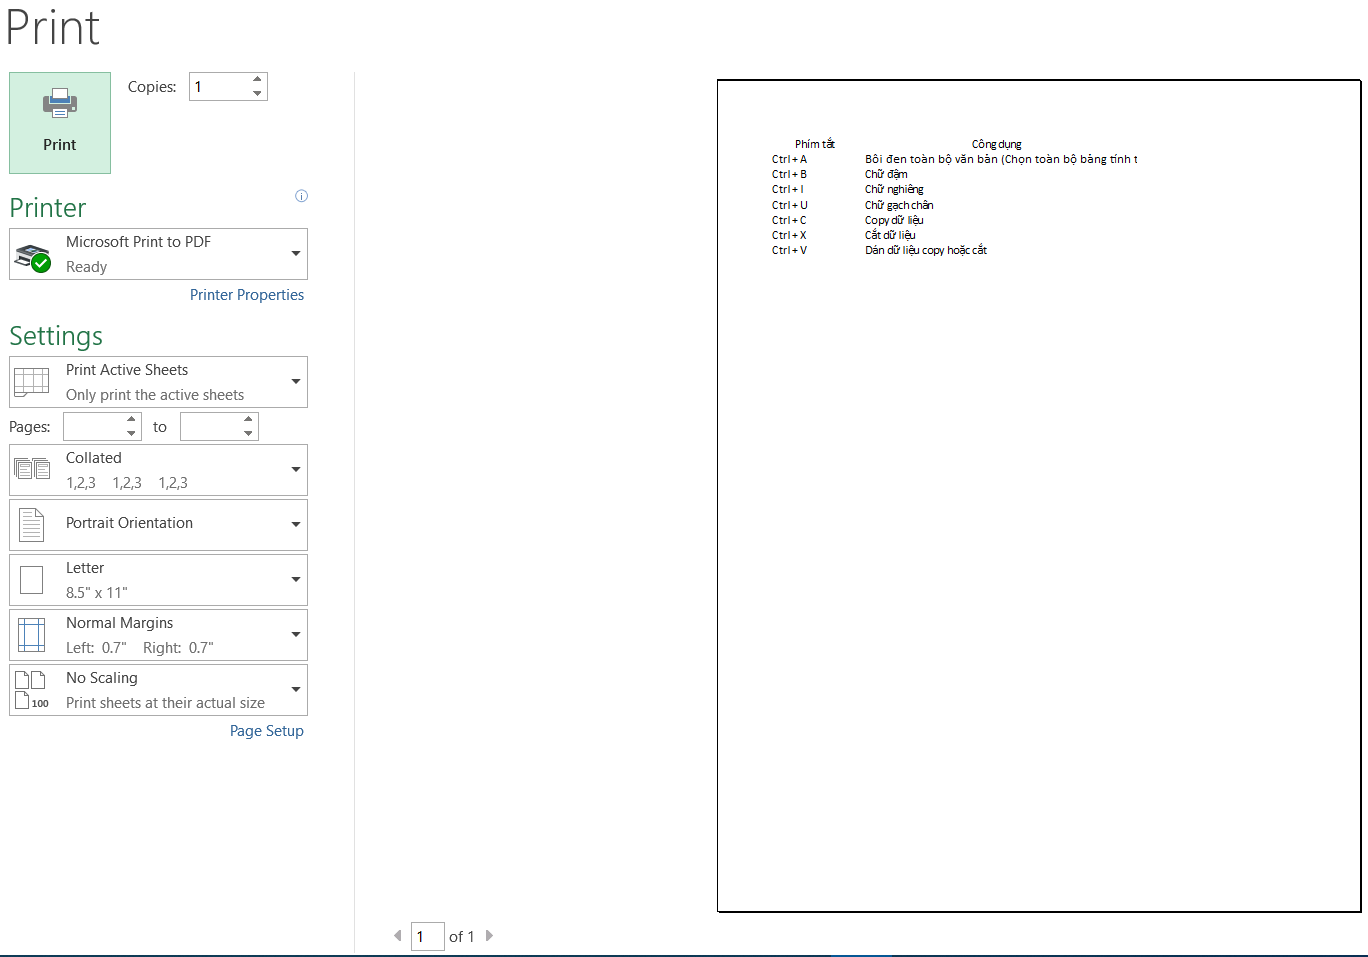 Print
Copies: 1
Print
Printer
Microsoft Print to PDF
Ready
Printer Properties
Settings
Print Active Sheets
Only print the active sheets
Pages: to
Collated
1,2,3 1,2,3 1,2,3
Portrait Orientation
Letter
8.5" x 11"
Normal Margins
Left: 0.7" Right: 0.7"
No Scaling
100 Print sheets at their actual size
Page Setup
Phím tắt Công dụng
Ctrl + A Bôi đen toàn bộ văn bản (Chọn toàn bộ bảng tính t
Ctrl + B Chữ đậm
Ctrl + I Chữ nghiêng
Ctrl + U Chữ gạch chân
Ctrl + C Copy dữ liệu
Ctrl + X Cắt dữ liệu
Ctrl + V Dán dữ liệu copy hoặc cắt
1 of 1